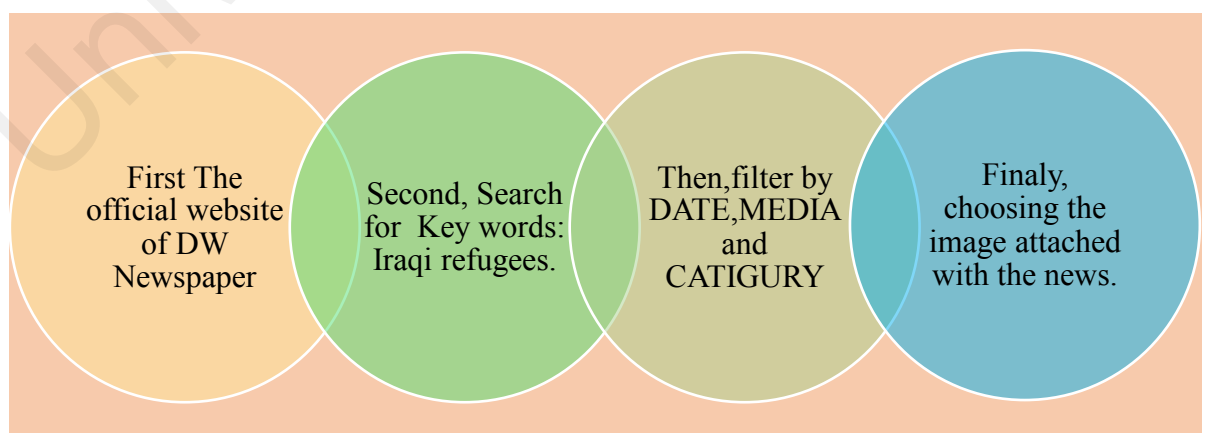 First The
official website
of DW
Newspaper
Second, Search
for Key words:
Iraqi refugees.
Then,filter by
DATE,MEDIA
and
CATIGURY
Finaly,
choosing the
image attached
with the news.